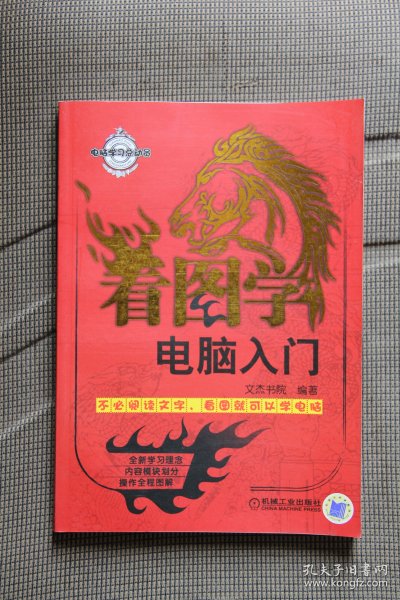 电脑学习总动员
看图学
电脑入门
文杰书院 编著
不必阅读文字，看图就可以学电脑
全新学习理念
内容模块划分
操作全程图解
机械工业出版社
CHINA MACHINE PRESS
孔夫子旧书网
www.kongfz.com